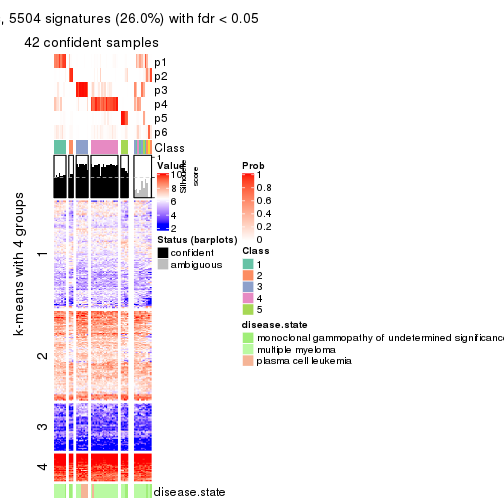 , 5504 signatures (26.0%) with fdr < 0.05
42 confident samples
p1
p2
p3
p4
p5
p6
Class
k-means with 4 groups
1
2
3
4
disease.state
1
Silhouette
score
Value
10
8
6
4
2
Status (barplots)
confident
ambiguous
Prob
1
0.8
0.6
0.4
0.2
0
Class
1
2
3
4
5
disease.state
monoclonal gammopathy of undetermined significance
multiple myeloma
plasma cell leukemia